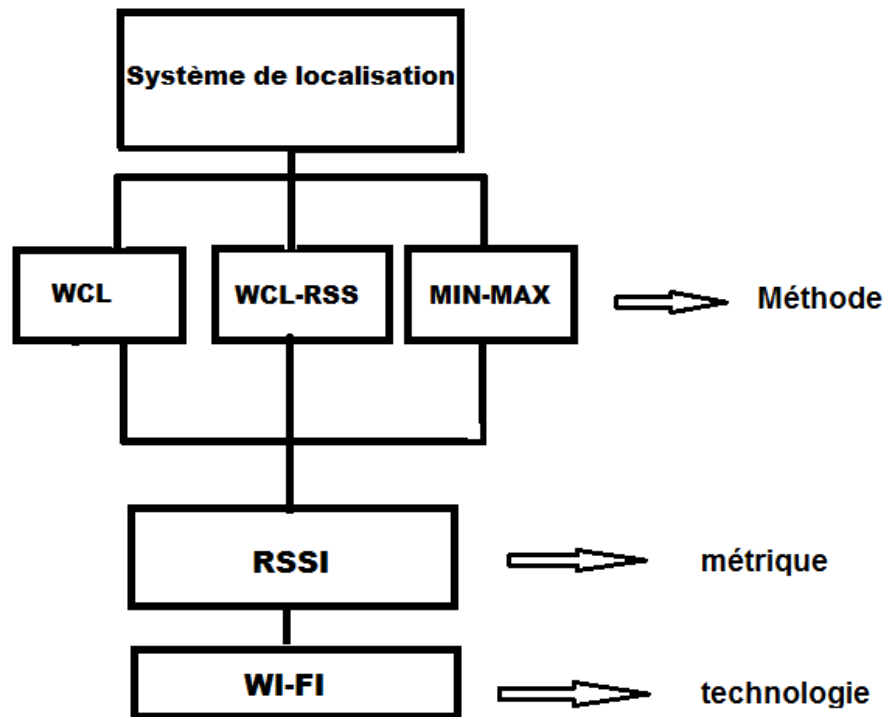 Système de localisation
WCL
WCL-RSS
MIN-MAX
Méthode
RSSI
métrique
WI-FI
technologie